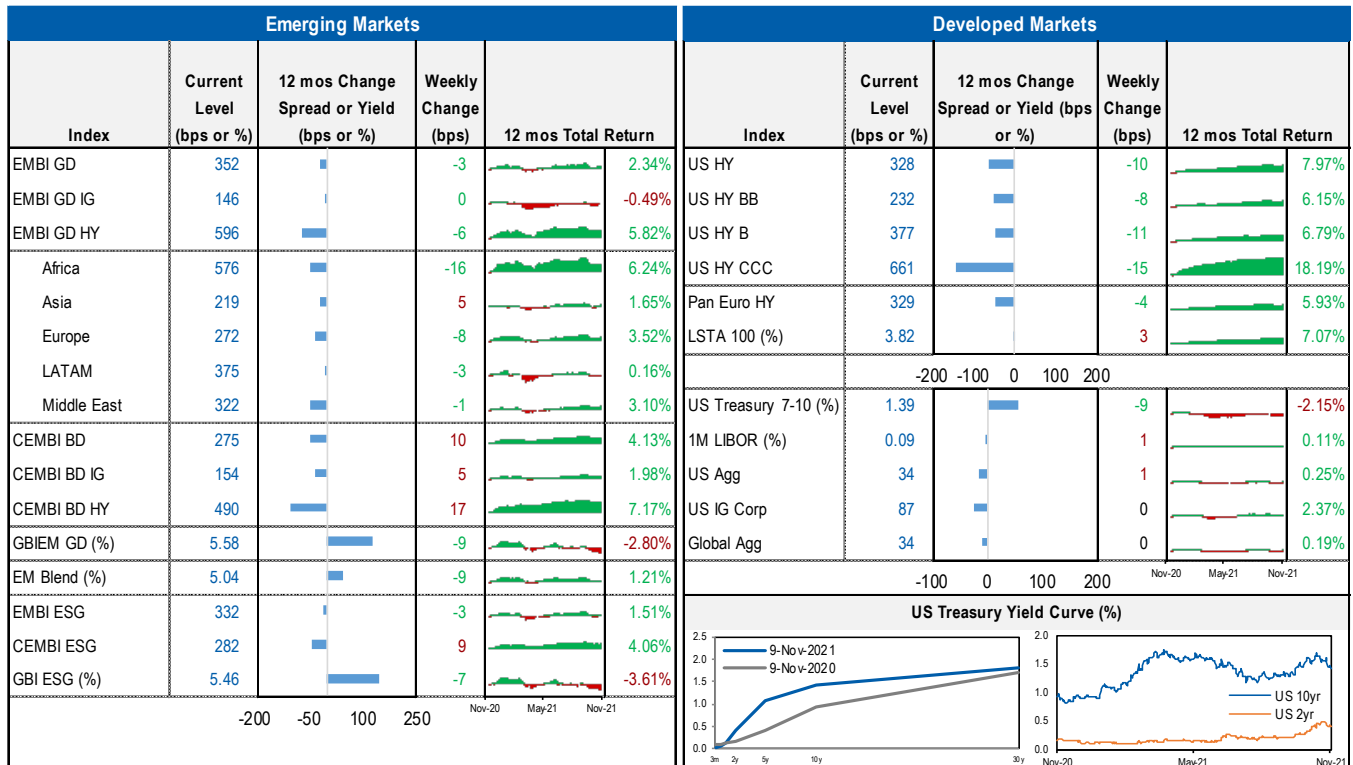 Emerging Markets
Index
Current Level (bps or %)
12 mos Change Spread or Yield (bps or %)
Weekly Change (bps)
12 mos Total Return
EMBI GD 352 -3 2.34%
EMBI GD IG 146 0 -0.49%
EMBI GD HY 596 -6 5.82%
Africa 576 -16 6.24%
Asia 219 5 1.65%
Europe 272 -8 3.52%
LATAM 375 -3 0.16%
Middle East 322 -1 3.10%
CEMBI BD 275 10 4.13%
CEMBI BD IG 154 5 1.98%
CEMBI BD HY 490 17 7.17%
GBIEM GD (%) 5.58 -9 -2.80%
EM Blend (%) 5.04 -9 1.21%
EMBI ESG 332 -3 1.51%
CEMBI ESG 282 9 4.06%
GBI ESG (%) 5.46 -7 -3.61%
-200 -50 100 250
Nov-20 May-21 Nov-21
Developed Markets
Index
Current Level (bps or %)
12 mos Change Spread or Yield (bps or %)
Weekly Change (bps)
12 mos Total Return
US HY 328 -10 7.97%
US HY BB 232 -8 6.15%
US HY B 377 -11 6.79%
US HY CCC 661 -15 18.19%
Pan Euro HY 329 -4 5.93%
LSTA 100 (%) 3.82 3 7.07%
-200 -100 0 100 200
US Treasury 7-10 (%) 1.39 -9 -2.15%
1M LIBOR (%) 0.09 1 0.11%
US Agg 34 1 0.25%
US IG Corp 87 0 2.37%
Global Agg 34 0 0.19%
-100 0 100 200
Nov-20 May-21 Nov-21
US Treasury Yield Curve (%)
2.5
2.0
1.5
1.0
0.5
0.0
9-Nov-2021
9-Nov-2020
3m 2y 5y 10y 30y
2.0
1.5
1.0
0.5
0.0
US 10yr
US 2yr
Nov-20 May-21 Nov-21